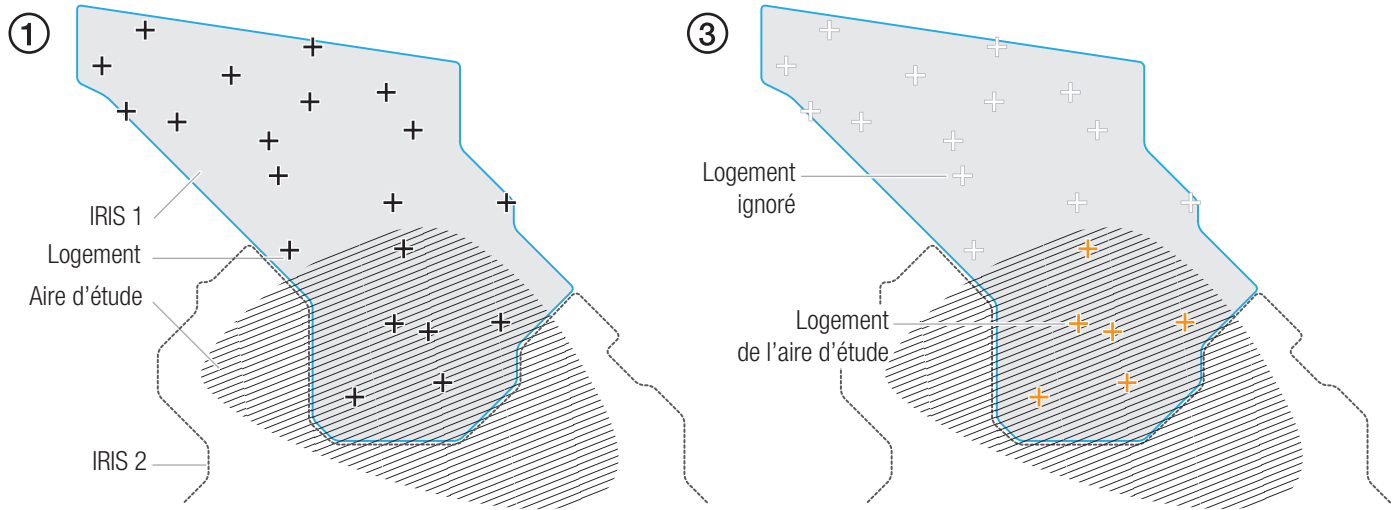 1
IRIS 1
Logement
Aire d’étude
IRIS 2
3
Logement
ignoré
Logement
de l’aire d’étude